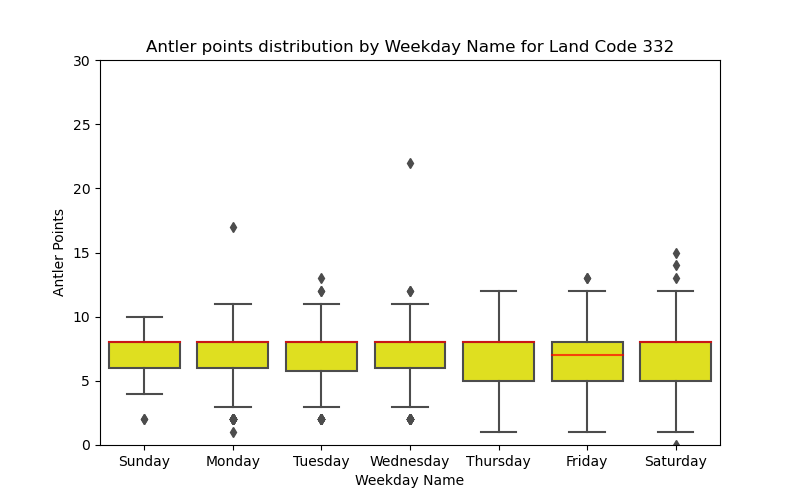 Antler points distribution by Weekday Name for Land Code 332
30
25
20
15
10
5
0
Antler Points
Sunday Monday Tuesday Wednesday Thursday Friday Saturday
Weekday Name